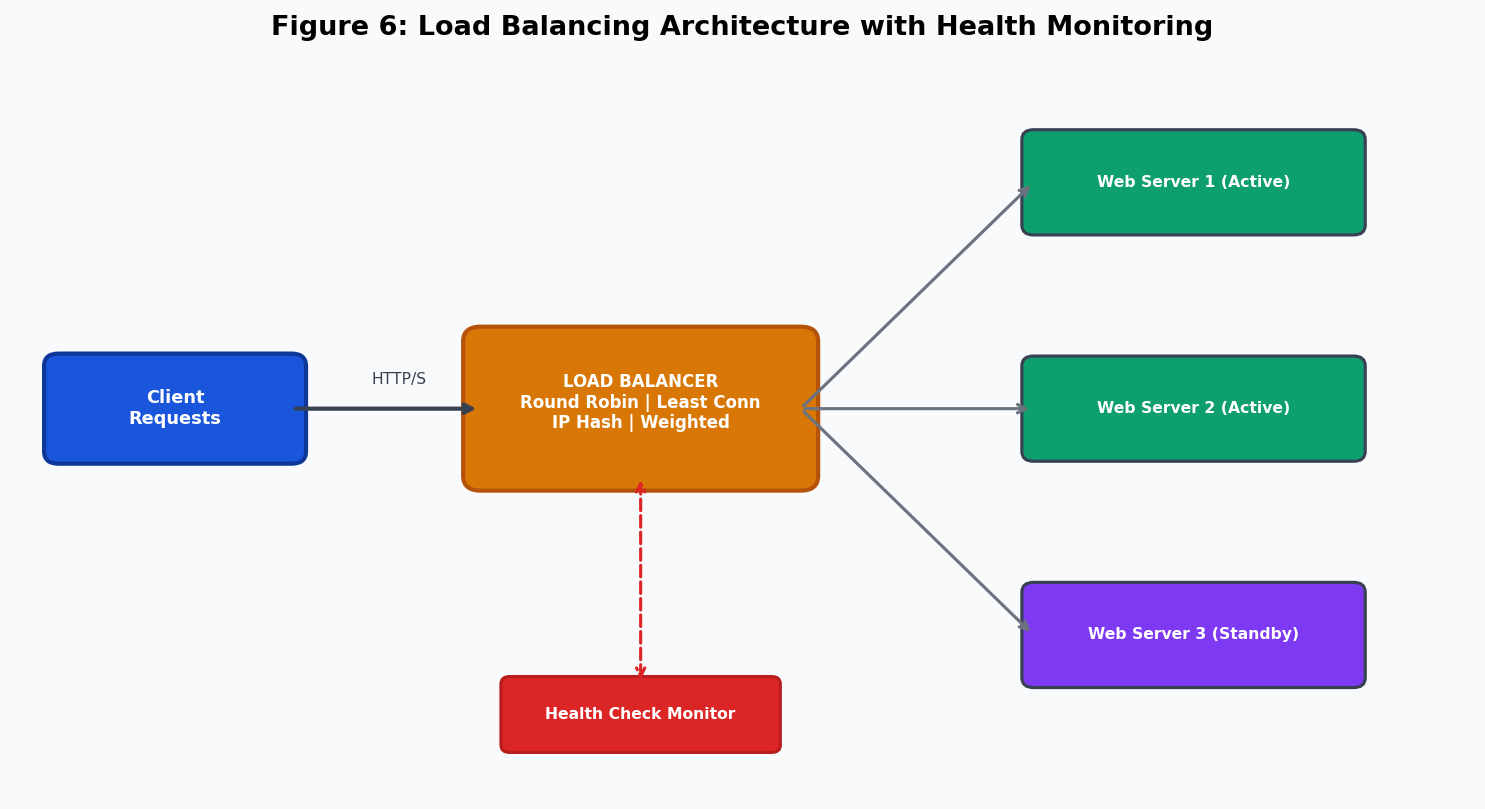 Figure 6: Load Balancing Architecture with Health Monitoring
Web Server 1 (Active)
Client
Requests
HTTP/S
LOAD BALANCER
Round Robin | Least Conn
IP Hash | Weighted
Web Server 2 (Active)
Web Server 3 (Standby)
Health Check Monitor